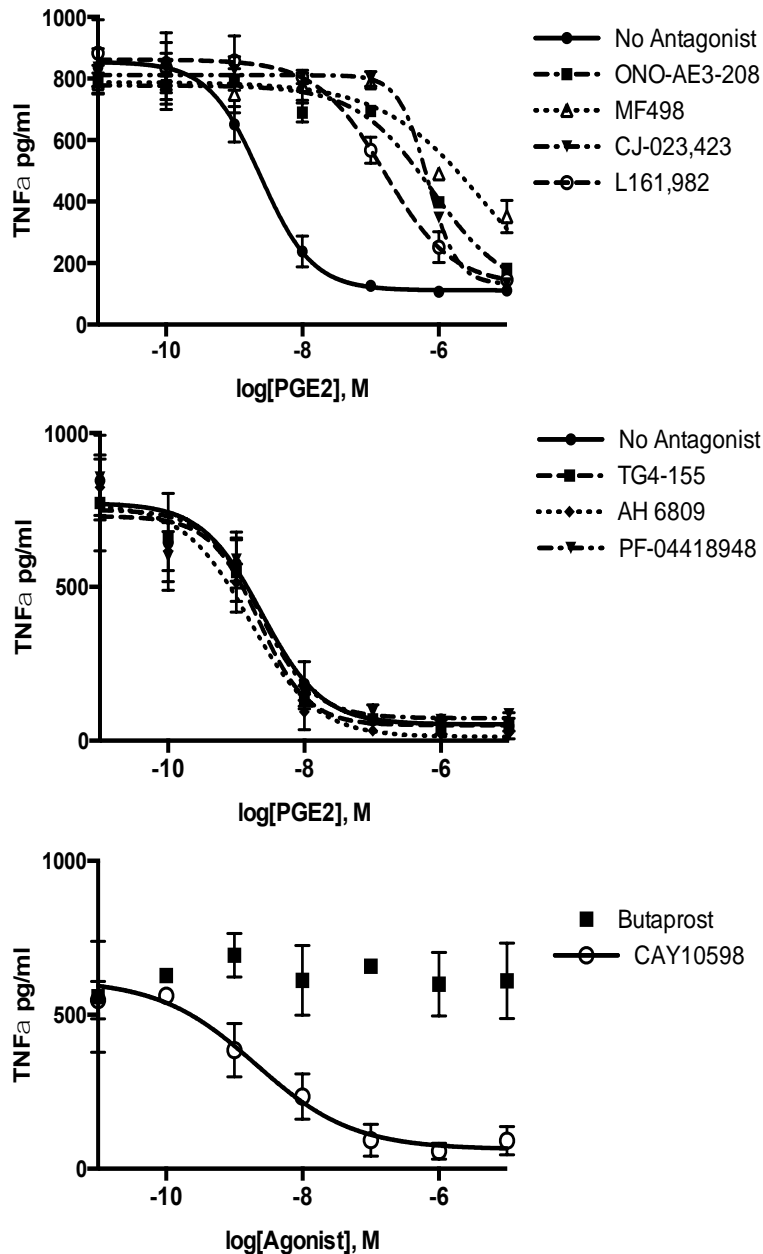 1000
800
600
400
200
0
TNFa pg/ml
-10
-8
-6
log[PGE2], M
No Antagonist
ONO-AE3-208
MF498
CJ-023,423
L161,982
1000
500
0
TNFa pg/ml
-10
-8
-6
log[PGE2], M
No Antagonist
TG4-155
AH 6809
PF-04418948
1000
500
0
TNFa pg/ml
-10
-8
-6
log[Agonist], M
Butaprost
CAY10598